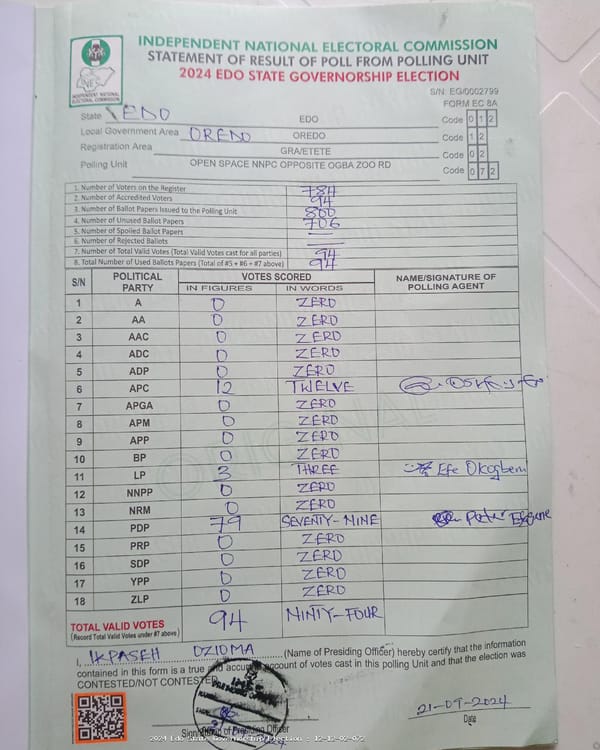 INDEPENDENT NATIONAL ELECTORAL COMMISSION
STATEMENT OF RESULT OF POLL FROM POLLING UNIT
2024 EDO STATE GOVERNORSHIP ELECTION
INDEPENDENT NATIONAL ELECTORAL COMMISSION
S/N: EG/0002799
FORM EC 8A
State EDO EDO Code 0 1 2
Local Government Area OREDO OREDO Code 1 2
Registration Area GRA/ETETE Code 0 2
Polling Unit OPEN SPACE NNPC OPPOSITE OGBA ZOO RD Code 0 7 2
1. Number of Voters on the Register 784
2. Number of Accredited Voters 94
3. Number of Ballot Papers Issued to the Polling Unit 800
4. Number of Unused Ballot Papers 706
5. Number of Spoiled Ballot Papers —
6. Number of Rejected Ballots —
7. Number of Total Valid Votes (Total Valid Votes cast for all parties) 94
8. Total Number of Used Ballots Papers (Total of #5 + #6 + #7 above) 94
S/N POLITICAL PARTY VOTES SCORED NAME/SIGNATURE OF POLLING AGENT
IN FIGURES IN WORDS
1 A 0 ZERO
2 AA 0 ZERO
3 AAC 0 ZERO
4 ADC 0 ZERO
5 ADP 0 ZERO
6 APC 12 TWELVE
7 APGA 0 ZERO
8 APM 0 ZERO
9 APP 0 ZERO
10 BP 0 ZERO
11 LP 3 THREE Efe Okogbeni
12 NNPP 0 ZERO
13 NRM 0 ZERO
14 PDP 79 SEVENTY-NINE
15 PRP 0 ZERO
16 SDP 0 ZERO
17 YPP 0 ZERO
18 ZLP 0 ZERO
TOTAL VALID VOTES 94 NINTY-FOUR
(Record Total Valid Votes under #7 above)
I, IKPASEH OZIOMA (Name of Presiding Officer) hereby certify that the information
contained in this form is a true and account of votes cast in this polling Unit and that the election was
CONTESTED/NOT CONTESTED
Signature of Presiding Officer
21-09-2024
Date
2024 Edo State Governorship Election - 12-12-02-072